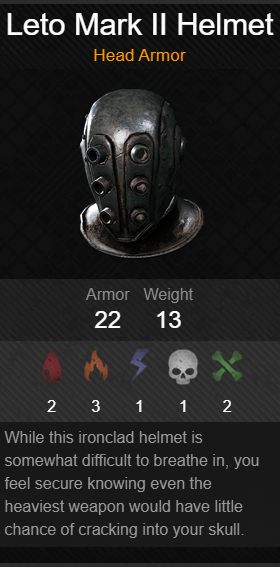 Leto Mark II Helmet
Head Armor
Armor Weight
22 13
2 3 1 1 2
While this ironclad helmet is
somewhat difficult to breathe in, you
feel secure knowing even the
heaviest weapon would have little
chance of cracking into your skull.